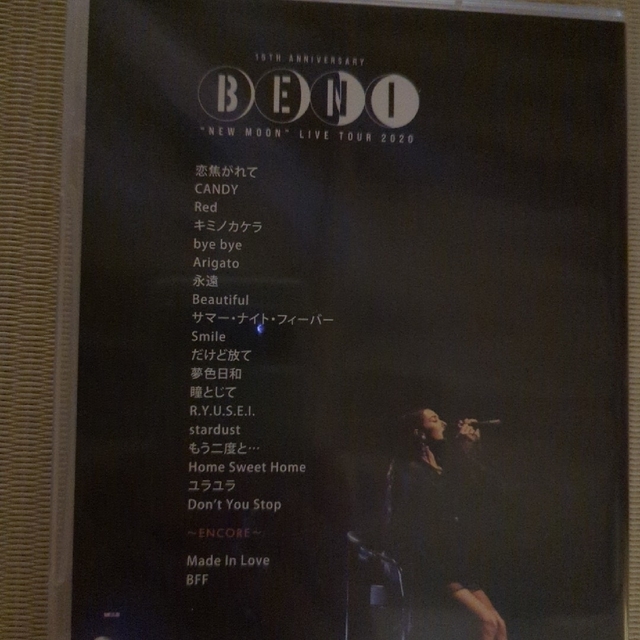 15TH ANNIVERSARY
BENI
"NEW MOON" LIVE TOUR 2020
恋焦がれて
CANDY
Red
キミノカケラ
bye bye
Arigato
永遠
Beautiful
サマー・ナイト・フィーバー
Smile
だけど放て
夢色日和
瞳とじて
R.Y.U.S.E.I.
stardust
もう二度と…
Home Sweet Home
ユラユラ
Don't You Stop
～ENCORE～
Made In Love
BFF